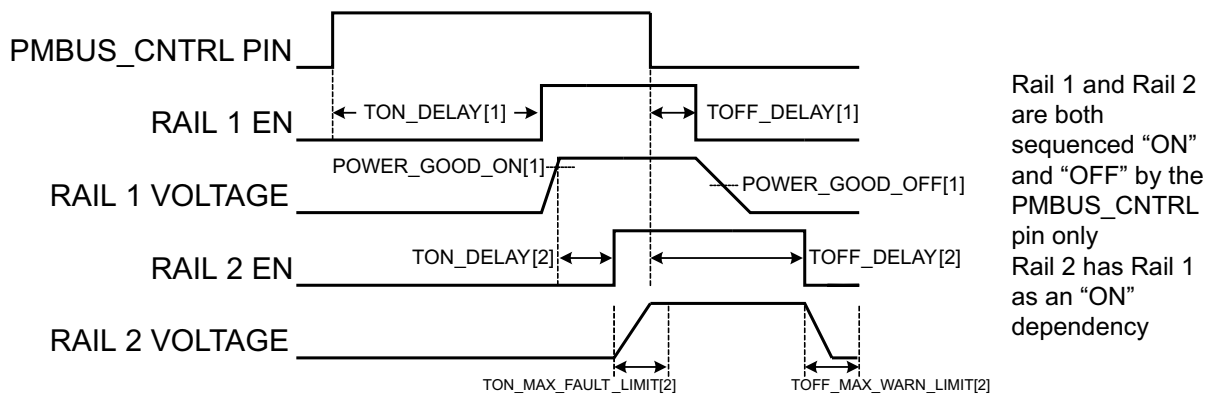 PMBUS_CNTRL PIN
RAIL 1 EN
TON_DELAY[1]
TOFF_DELAY[1]
RAIL 1 VOLTAGE
POWER_GOOD_ON[1]
POWER_GOOD_OFF[1]
RAIL 2 EN
TON_DELAY[2]
TOFF_DELAY[2]
RAIL 2 VOLTAGE
TON_MAX_FAULT_LIMIT[2]
TOFF_MAX_WARN_LIMIT[2]
Rail 1 and Rail 2
are both
sequenced “ON”
and “OFF” by the
PMBUS_CNTRL
pin only
Rail 2 has Rail 1
as an “ON”
dependency